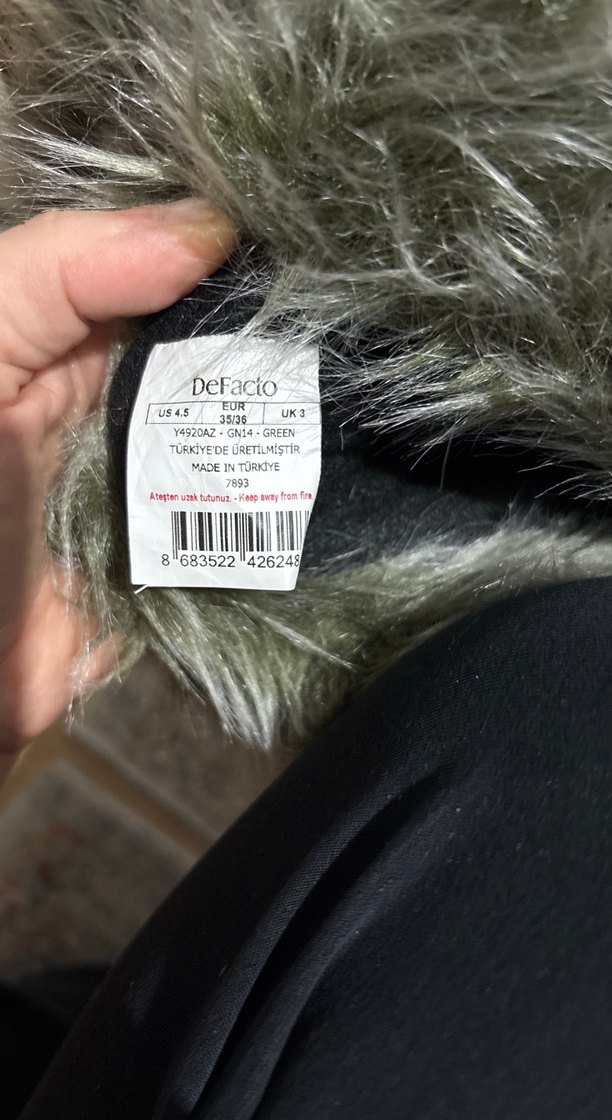 DeFacto
US 4.5 EUR 35/36 UK 3
Y4920AZ - GN14 - GREEN
TÜRKİYE'DE ÜRETİLMİŞTİR
MADE IN TÜRKİYE
7893
Ateşten uzak tutunuz. - Keep away from fire.
8 683522 426248